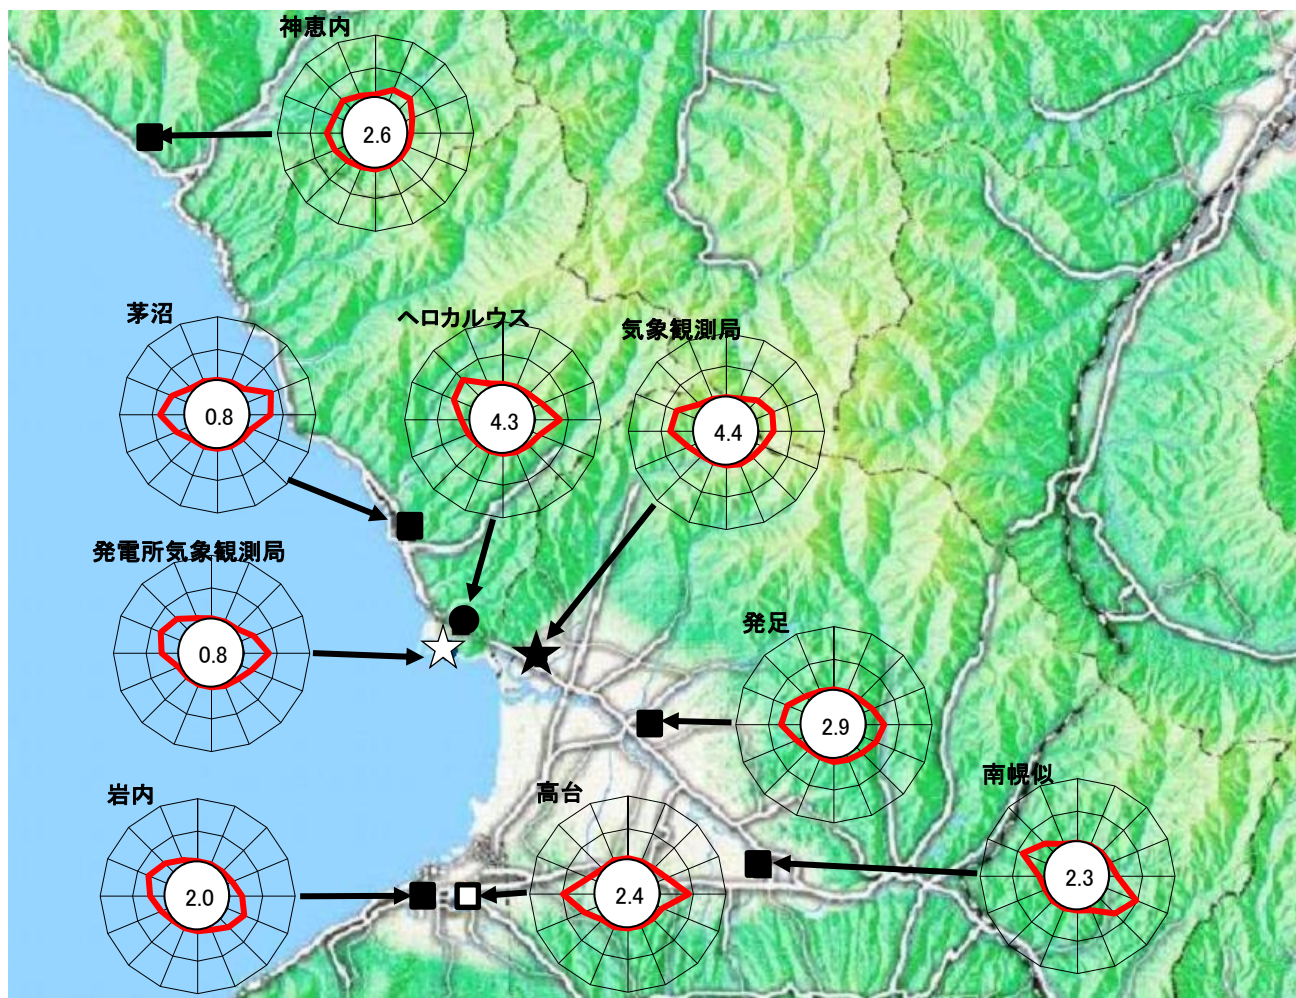 神恵内
2.6
茅沼
0.8
ヘロカルウス
4.3
気象観測局
4.4
発電所気象観測局
0.8
発足
2.9
岩内
2.0
高台
2.4
南幌似
2.3